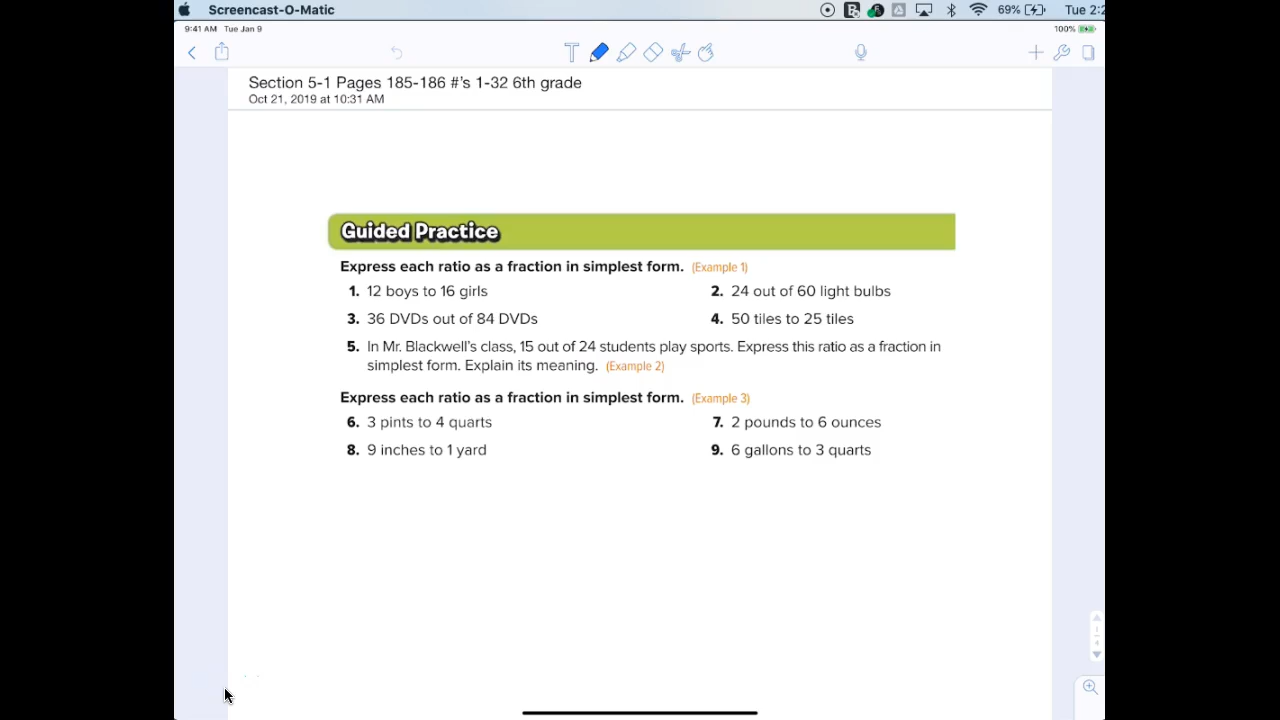 Screencast-O-Matic
69%
Tue 2:2
9:41 AM Tue Jan 9
100%
T
Section 5-1 Pages 185-186 #'s 1-32 6th grade
Oct 21, 2019 at 10:31 AM
Guided Practice
Express each ratio as a fraction in simplest form. (Example 1)
1. 12 boys to 16 girls
2. 24 out of 60 light bulbs
3. 36 DVDs out of 84 DVDs
4. 50 tiles to 25 tiles
5. In Mr. Blackwell's class, 15 out of 24 students play sports. Express this ratio as a fraction in
simplest form. Explain its meaning. (Example 2)
Express each ratio as a fraction in simplest form. (Example 3)
6. 3 pints to 4 quarts
7. 2 pounds to 6 ounces
8. 9 inches to 1 yard
9. 6 gallons to 3 quarts